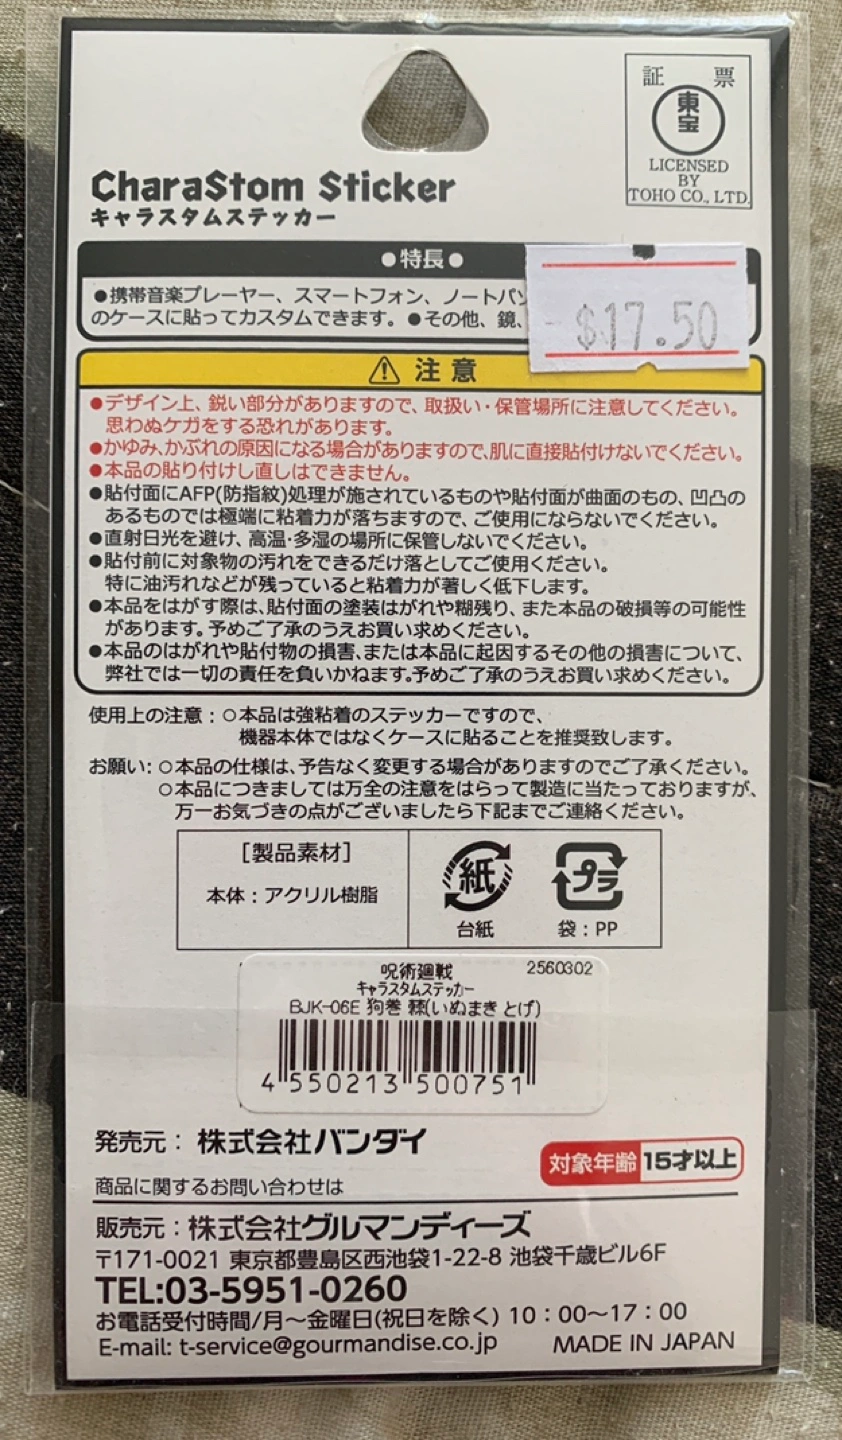 証 票
東宝
LICENSED
BY
TOHO CO., LTD.
CharaStom Sticker
キャラスタムステッカー
●特長●
●携帯音楽プレーヤー、スマートフォン、ノートパソ
のケースに貼ってカスタムできます。●その他、鏡、
$17.50
⚠ 注意
●デザイン上、鋭い部分がありますので、取扱い・保管場所に注意してください。
思わぬケガをする恐れがあります。
●かゆみ、かぶれの原因になる場合がありますので、肌に直接貼付けないでください。
●本品の貼り付けし直しはできません。
●貼付面にAFP(防指紋)処理が施されているものや貼付面が曲面のもの、凹凸の
あるものでは極端に粘着力が落ちますので、ご使用にならないでください。
●直射日光を避け、高温・多湿の場所に保管しないでください。
●貼付前に対象物の汚れをできるだけ落としてご使用ください。
特に油汚れなどが残っていると粘着力が著しく低下します。
●本品をはがす際は、貼付面の塗装はがれや糊残り、また本品の破損等の可能性
があります。予めご了承のうえお買い求めください。
●本品のはがれや貼付物の損害、または本品に起因するその他の損害について、
弊社では一切の責任を負いかねます。予めご了承のうえお買い求めください。
使用上の注意：○本品は強粘着のステッカーですので、
機器本体ではなくケースに貼ることを推奨致します。
お願い：○本品の仕様は、予告なく変更する場合がありますのでご了承ください。
○本品につきましては万全の注意をはらって製造に当たっておりますが、
万一お気づきの点がございましたら下記までご連絡ください。
[製品素材]
本体：アクリル樹脂
紙
台紙
プラ
袋：PP
呪術廻戦 2560302
キャラスタムステッカー
BJK-06E 狗巻 棘(いぬまき とげ)
4 550213 500751
発売元：株式会社バンダイ
対象年齢 15才以上
商品に関するお問い合わせは
販売元：株式会社グルマンディーズ
〒171-0021 東京都豊島区西池袋1-22-8 池袋千歳ビル6F
TEL:03-5951-0260
お電話受付時間/月～金曜日(祝日を除く) 10：00～17：00
E-mail: t-service@gourmandise.co.jp MADE IN JAPAN